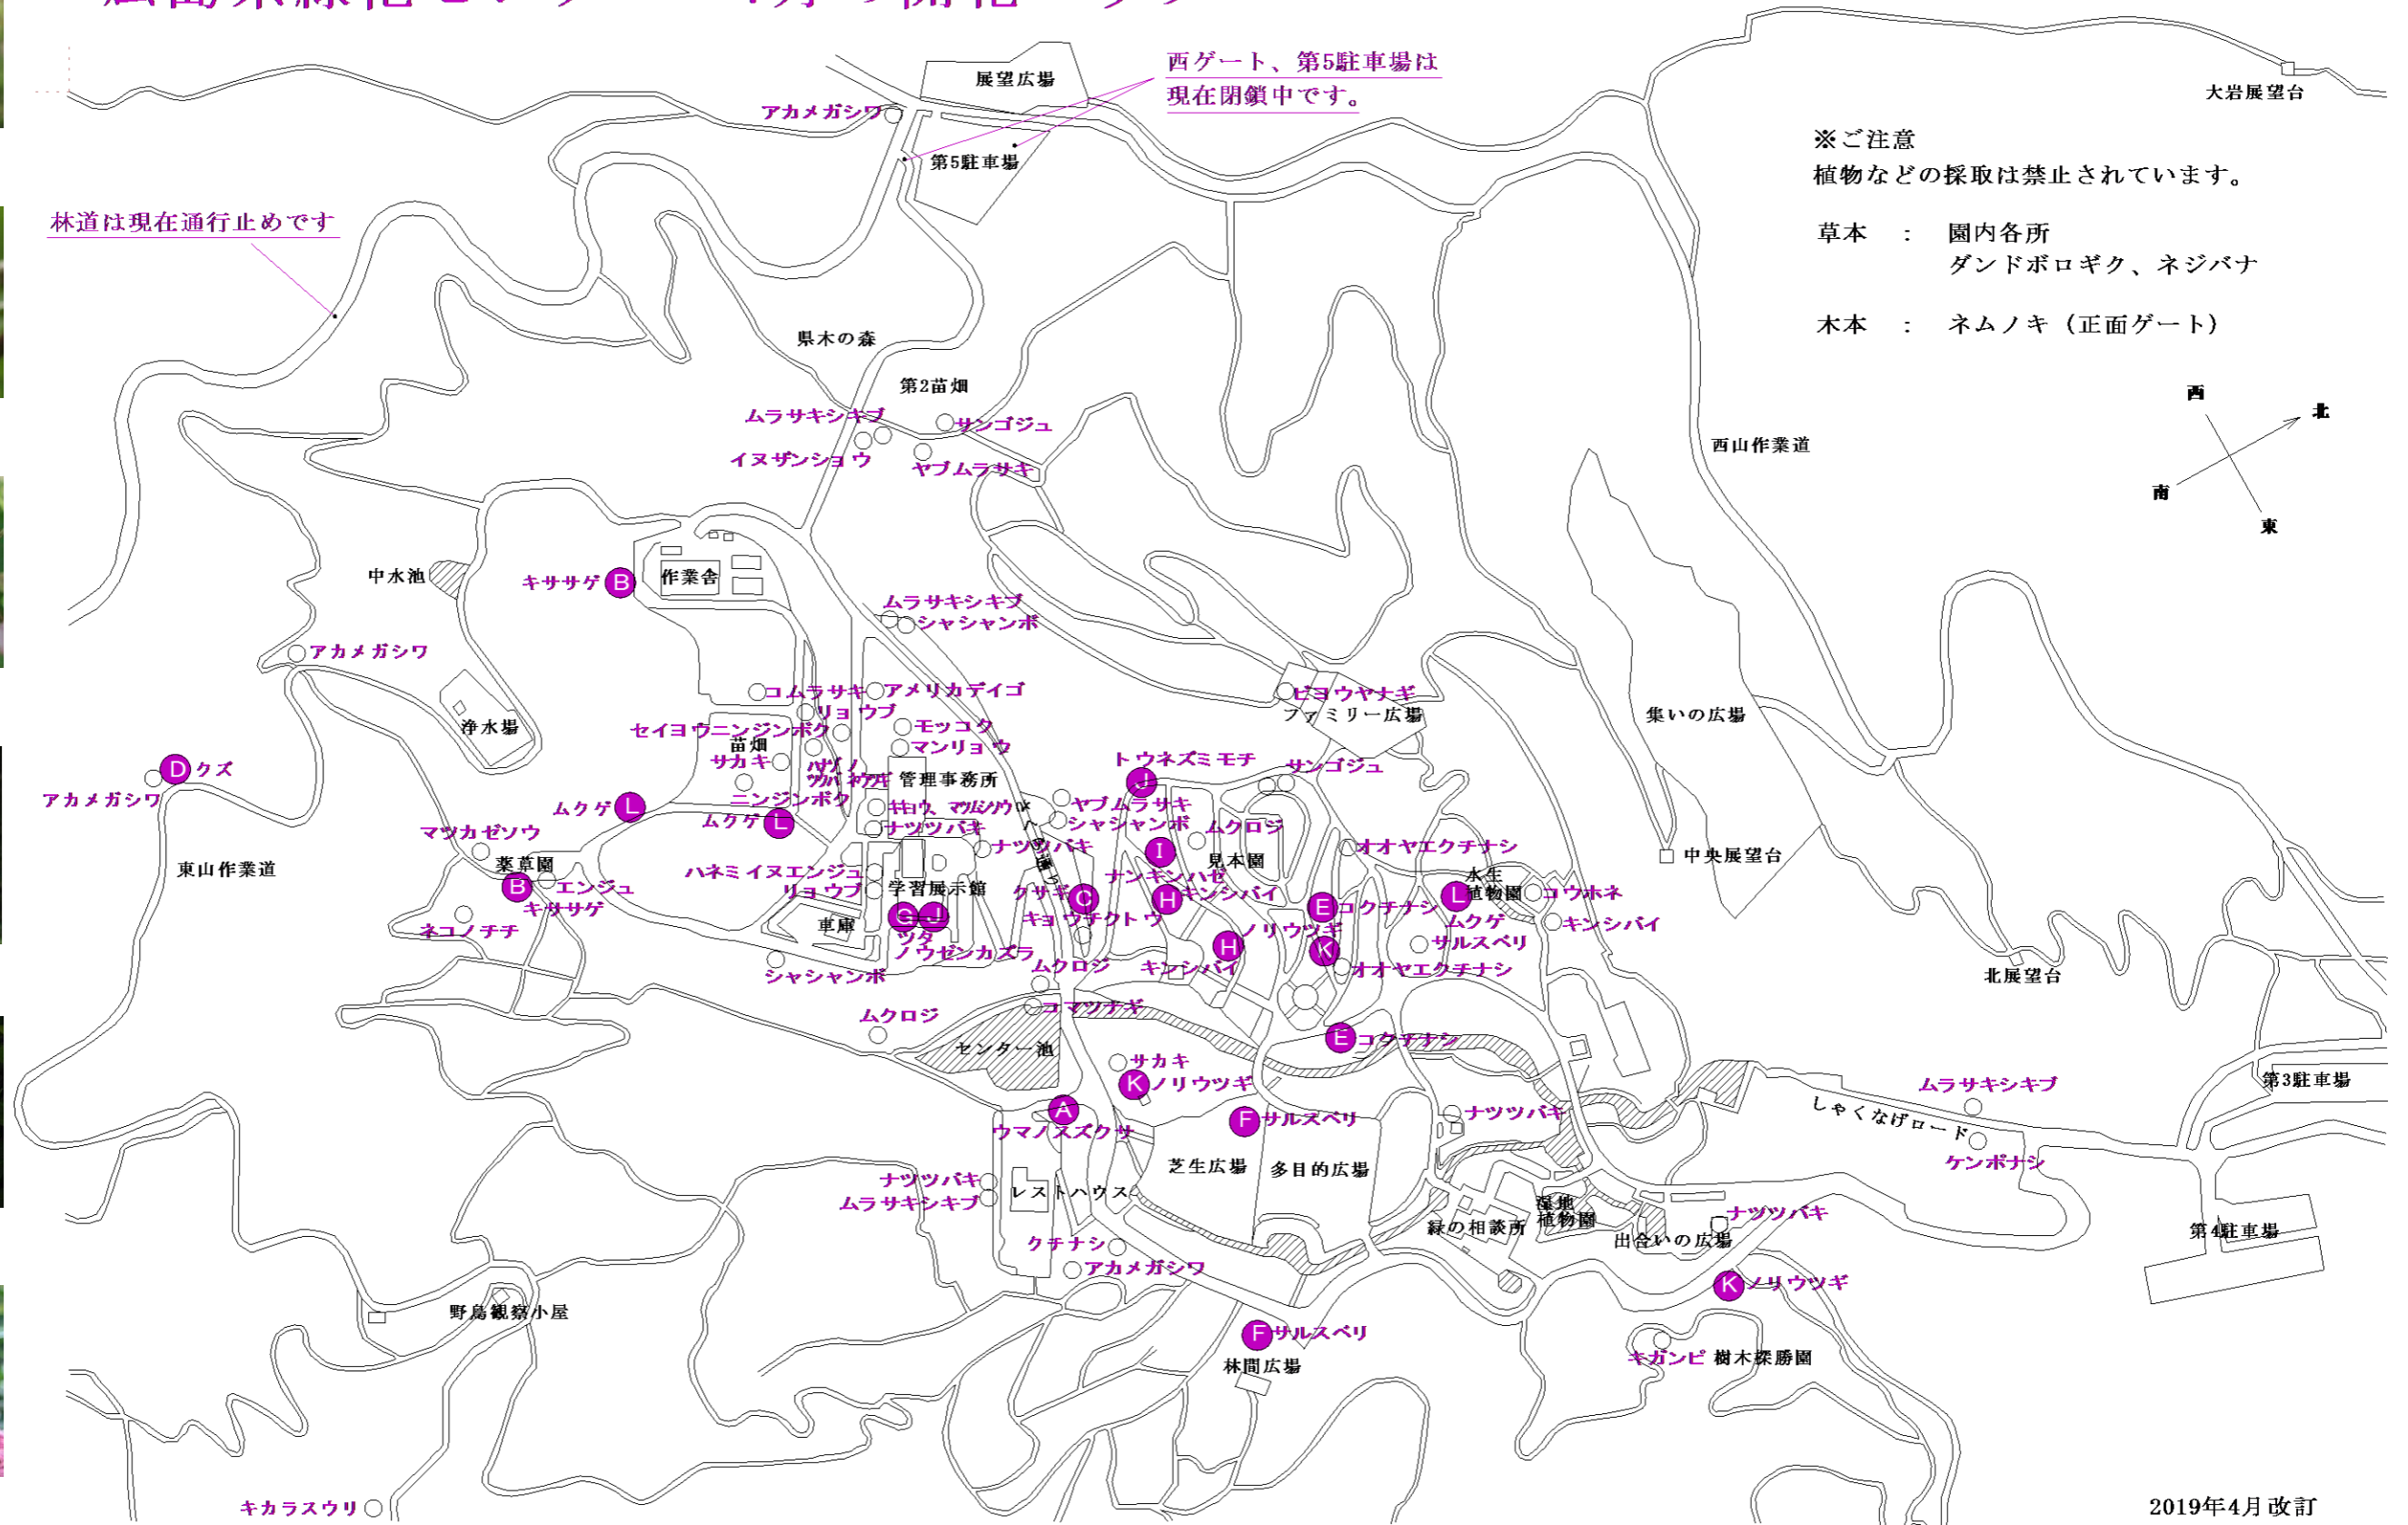 西ゲート、第5駐車場は
現在閉鎖中です。
展望広場
大岩展望台
アカメガシワ
第5駐車場
※ご注意
植物などの採取は禁止されています。
林道は現在通行止めです
草本 : 園内各所
ダンドボロギク、ネジバナ
木本 : ネムノキ（正面ゲート）
県木の森
第2苗畑
西
北
南
東
ムラサキシキブ
サンゴジュ
イヌザンショウ
ヤブムラサキ
西山作業道
中水池
キササゲ B
作業舎
ムラサキシキブ
シャシャンボ
アカメガシワ
コムラサキ
アメリカデイゴ
ビヨウヤナギ
ファミリー広場
集いの広場
リョウブ
モッコク
セイヨウニンジンボク
浄水場
苗畑
マンリョウ
サカキ
管理事務所
トウネズミモチ
J
サンゴジュ
D クズ
アカメガシワ
ニンジンボク
ムクゲ L
ムクゲ L
ヤブムラサキ
シャシャンボ
ナツツバキ
ムクロジ
マツカゼソウ
ナツツバキ
I
見本園
オオヤエクチナシ
中央展望台
東山作業道
薬草園
ハネミイヌエンジュ
ナンキンハゼ
水生
植物園
B エンジュ
キササゲ
リョウブ
学習展示館
クサギ C
H キンシバイ
E コクチナシ
L
コウホネ
ネコノチチ
車庫
G J
キョウチクトウ
ムクゲ
キンシバイ
ツタ
ノウゼンカズラ
ノリウツギ
H
K
サルスベリ
シャシャンボ
ムクロジ
キンシバイ
オオヤエクチナシ
北展望台
コマツナギ
ムクロジ
センター池
E コクチナシ
サカキ
K ノリウツギ
第3駐車場
ムラサキシキブ
しゃくなげロード
A
ウマノスズクサ
F サルスベリ
ナツツバキ
ケンポナシ
芝生広場
多目的広場
ナツツバキ
ムラサキシキブ
レストハウス
湿地
植物園
緑の相談所
ナツツバキ
出合いの広場
第4駐車場
クチナシ
アカメガシワ
K ノリウツギ
野鳥観察小屋
F サルスベリ
林間広場
キガンピ
樹木探勝園
キカラスウリ
2019年4月改訂